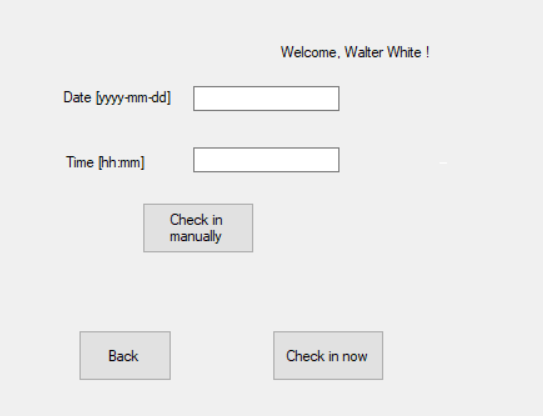 Welcome, Walter White !
Date [yyyy-mm-dd]
Time [hh:mm]
Check in
manually
Back
Check in now